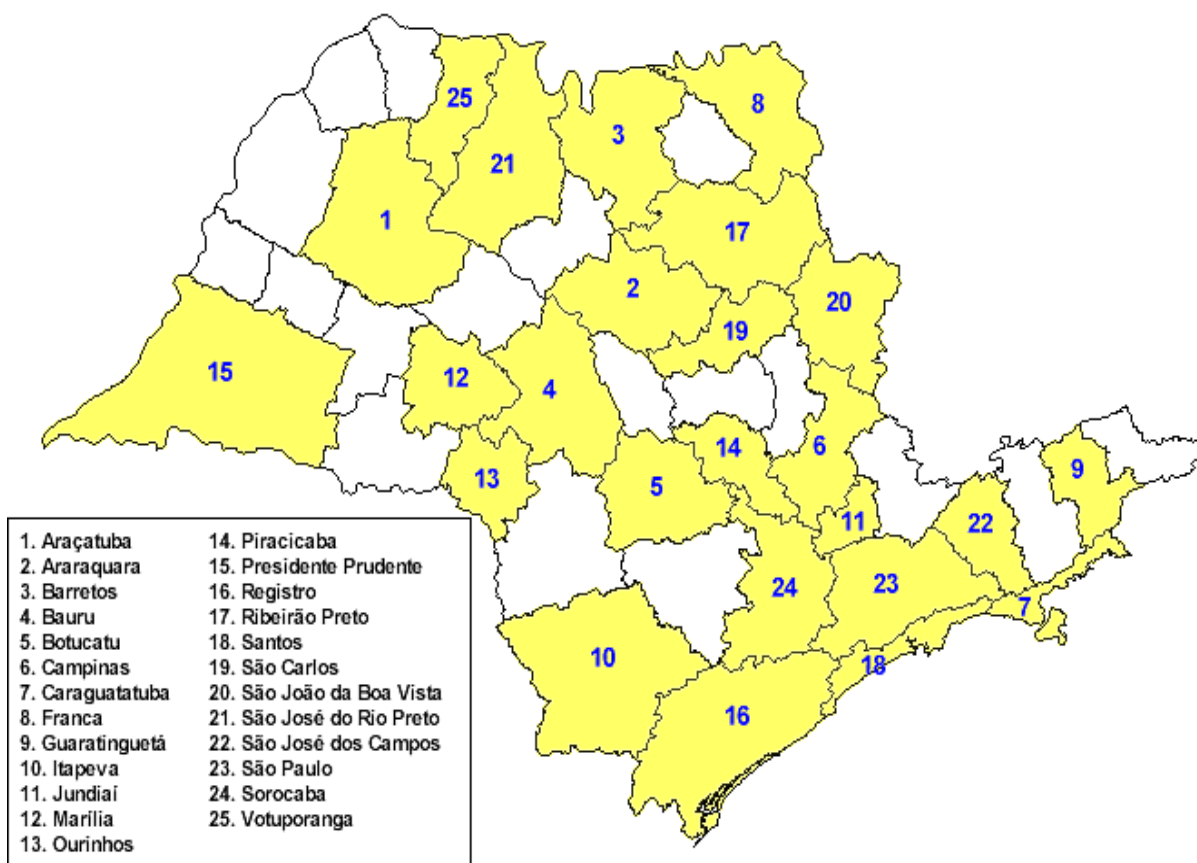 25
8
3
21
1
17
2
20
19
15
12
4
14
6
9
13
5
11
22
24
23
7
10
18
16
1. Araçatuba
2. Araraquara
3. Barretos
4. Bauru
5. Botucatu
6. Campinas
7. Caraguatatuba
8. Franca
9. Guaratinguetá
10. Itapeva
11. Jundiaí
12. Marília
13. Ourinhos
14. Piracicaba
15. Presidente Prudente
16. Registro
17. Ribeirão Preto
18. Santos
19. São Carlos
20. São João da Boa Vista
21. São José do Rio Preto
22. São José dos Campos
23. São Paulo
24. Sorocaba
25. Votuporanga